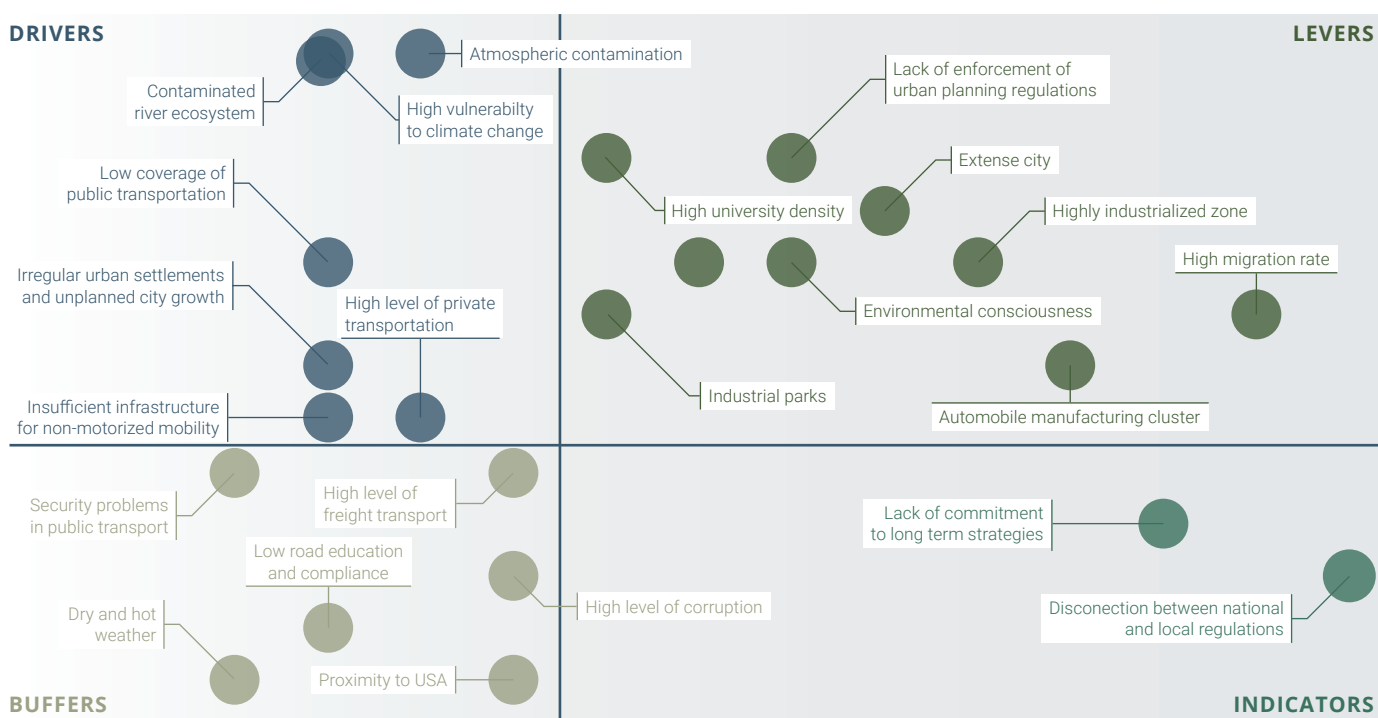 DRIVERS
Atmospheric contamination
Contaminated
river ecosystem
High vulnerabilty
to climate change
Low coverage of
public transportation
Irregular urban settlements
and unplanned city growth
High level of private
transportation
Insufficient infrastructure
for non-motorized mobility
LEVERS
Lack of enforcement of
urban planning regulations
Extense city
High university density
Highly industrialized zone
High migration rate
Environmental consciousness
Industrial parks
Automobile manufacturing cluster
Security problems
in public transport
High level of
freight transport
Low road education
and compliance
High level of corruption
Dry and hot
weather
Proximity to USA
BUFFERS
Lack of commitment
to long term strategies
Disconection between national
and local regulations
INDICATORS